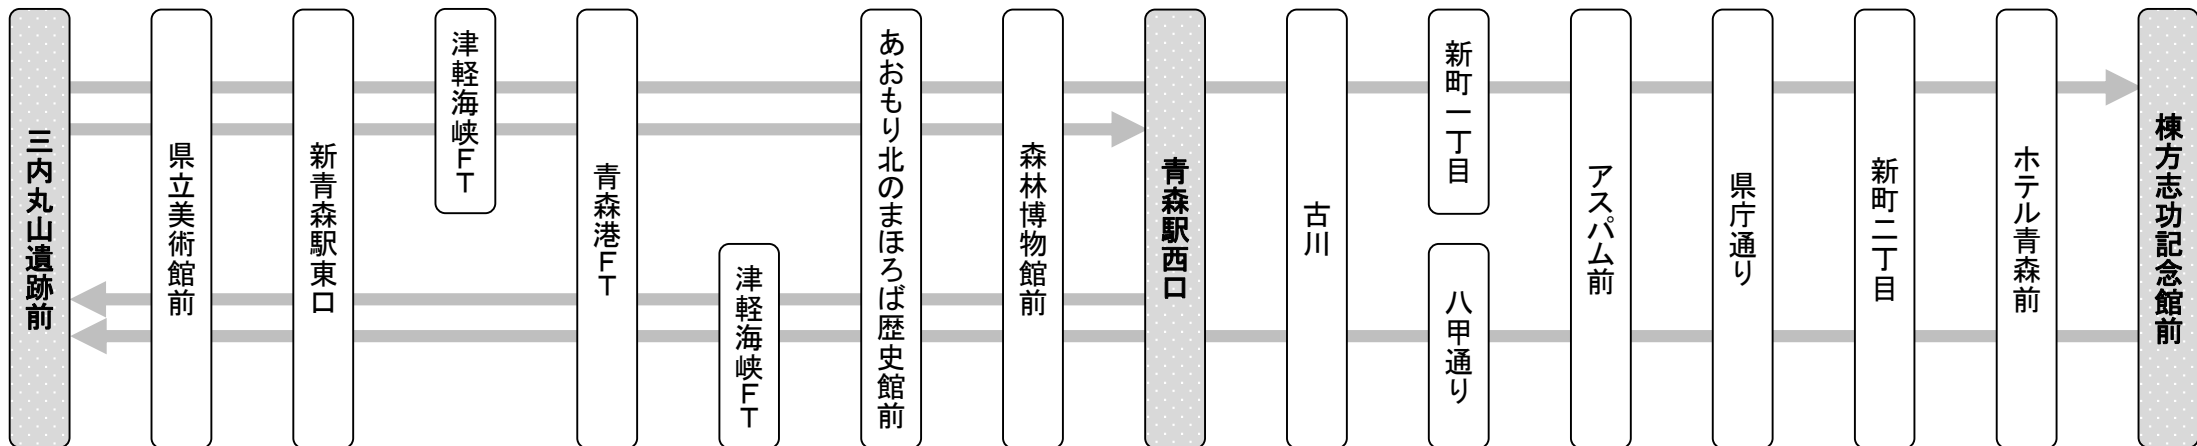 三内丸山遺跡前
県立美術館前
新青森駅東口
津軽海峡FT
青森港FT
津軽海峡FT
あおもり北のまほろば歴史館前
森林博物館前
青森駅西口
古川
新町一丁目
八甲通り
アスパム前
県庁通り
新町二丁目
ホテル青森前
棟方志功記念館前